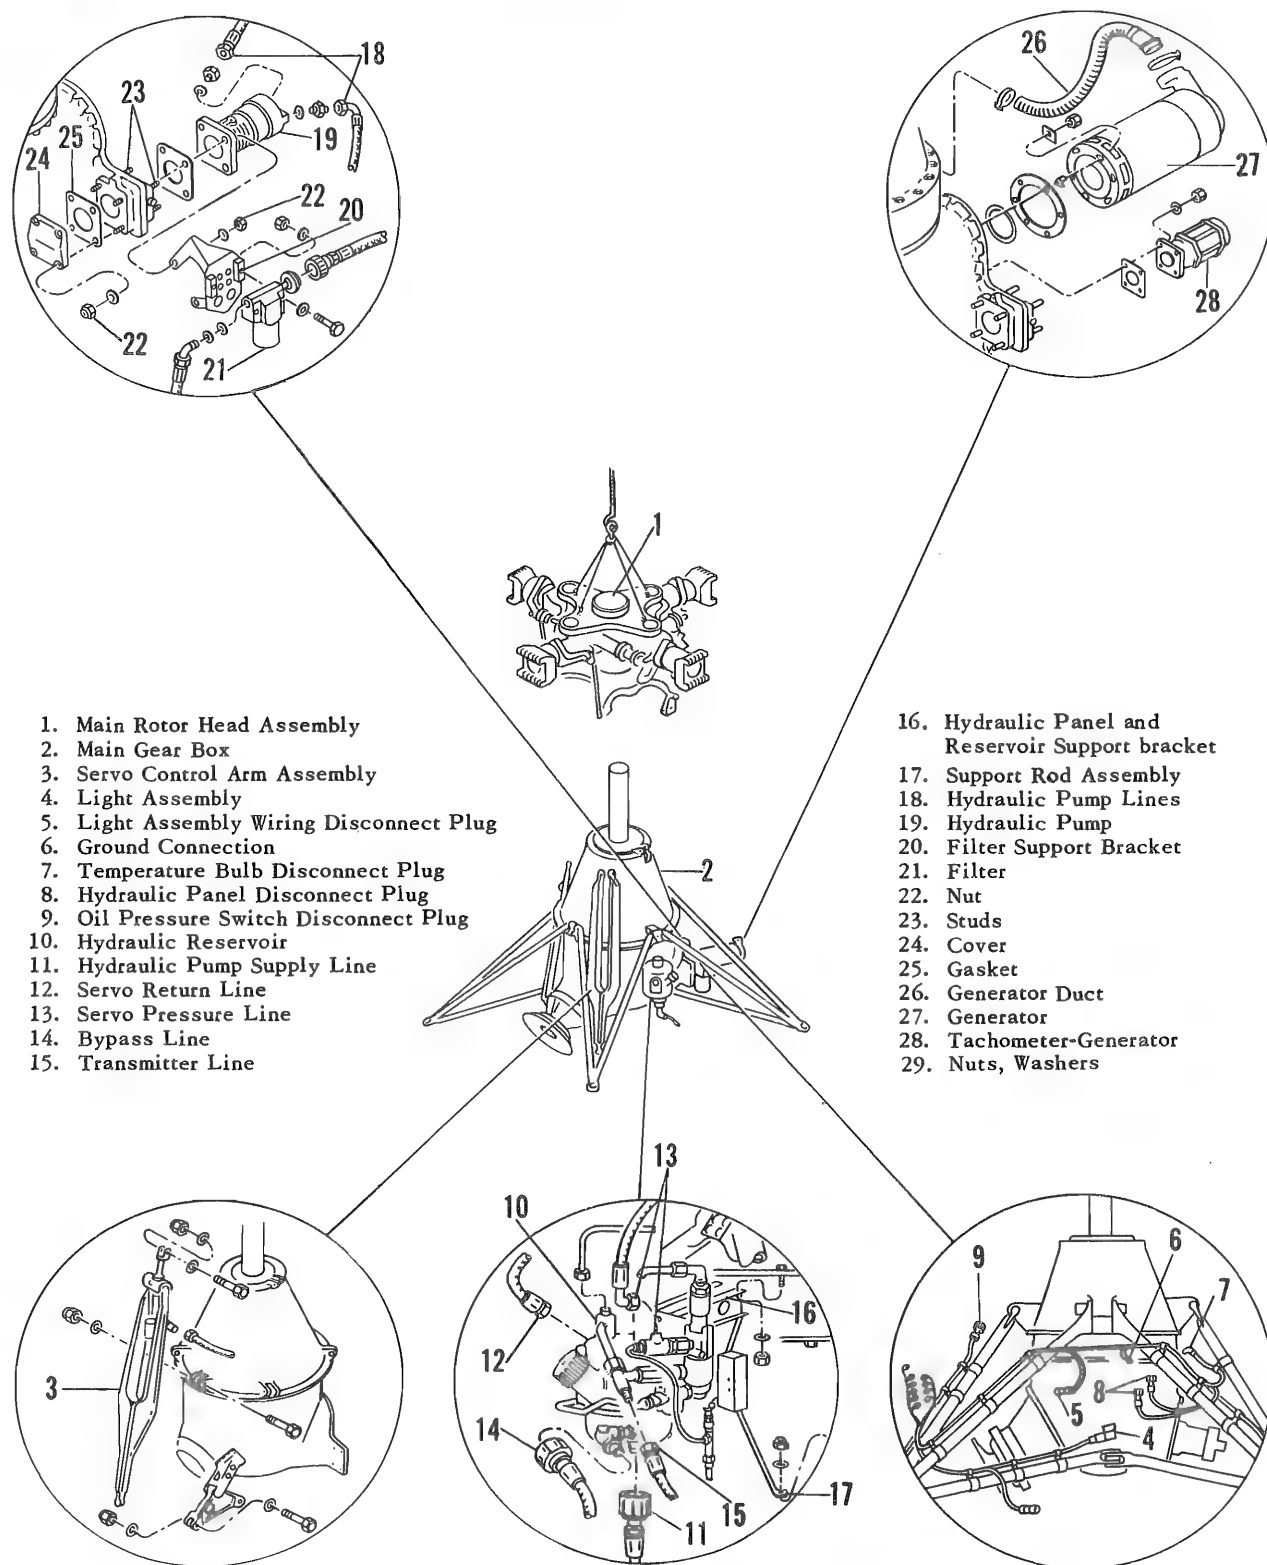 18
23
19
24
25
22
20
22
21
26
27
28
1
1. Main Rotor Head Assembly
2. Main Gear Box
3. Servo Control Arm Assembly
4. Light Assembly
5. Light Assembly Wiring Disconnect Plug
6. Ground Connection
7. Temperature Bulb Disconnect Plug
8. Hydraulic Panel Disconnect Plug
9. Oil Pressure Switch Disconnect Plug
10. Hydraulic Reservoir
11. Hydraulic Pump Supply Line
12. Servo Return Line
13. Servo Pressure Line
14. Bypass Line
15. Transmitter Line
2
16. Hydraulic Panel and
Reservoir Support bracket
17. Support Rod Assembly
18. Hydraulic Pump Lines
19. Hydraulic Pump
20. Filter Support Bracket
21. Filter
22. Nut
23. Studs
24. Cover
25. Gasket
26. Generator Duct
27. Generator
28. Tachometer-Generator
29. Nuts, Washers
3
13
10
16
12
14
15
11
17
9
6
7
8
5
4